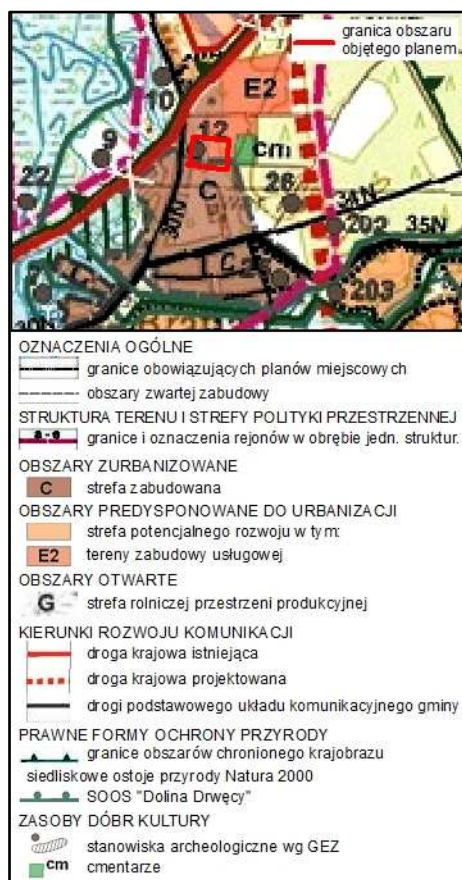 granica obszaru
objętego planem
E2
10
12
9
cm
22
C
26
34N
30N
202
35N
C2
203
OZNACZENIA OGÓLNE
granice obowiązujących planów miejscowych
obszary zwartej zabudowy
STRUKTURA TERENU I STREFY POLITYKI PRZESTRZENNEJ
a - e granice i oznaczenia rejonów w obrębie jedn. struktur.
OBSZARY ZURBANIZOWANE
C strefa zabudowana
OBSZARY PREDYSPONOWANE DO URBANIZACJI
strefa potencjalnego rozwoju w tym:
E2 tereny zabudowy usługowej
OBSZARY OTWARTE
G strefa rolniczej przestrzeni produkcyjnej
KIERUNKI ROZWOJU KOMUNIKACJI
droga krajowa istniejąca
droga krajowa projektowana
drogi podstawowego układu komunikacyjnego gminy
PRAWNE FORMY OCHRONY PRZYRODY
granice obszarów chronionego krajobrazu
siedliskowe ostoje przyrody Natura 2000
SOOS "Dolina Drwęcy"
ZASOBY DÓBR KULTURY
stanowiska archeologiczne wg GEZ
cm cmentarze